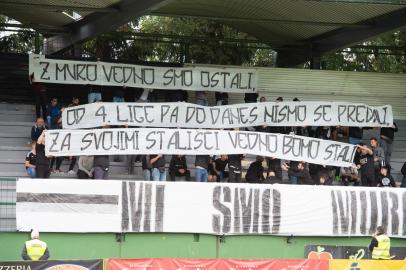 Z MURO VEDNO SMO OSTALI,
OD 4. LIGE PA DO DANES NISMO SE PREDALI,
ZA SVOJIMI STALIŠČI VEDNO BOMO STALI
MI SMO MURA